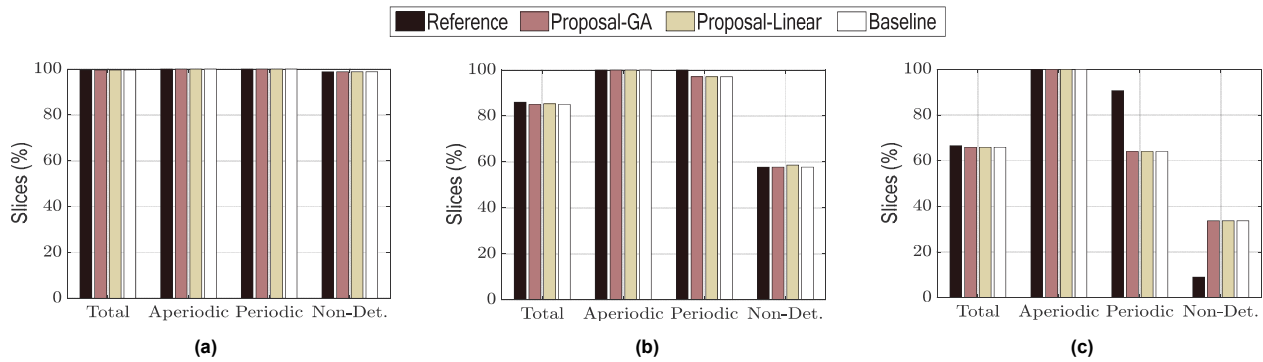 Reference Proposal-GA Proposal-Linear Baseline
100
80
60
40
20
0
Slices (%)
Total Aperiodic Periodic Non-Det.
(a)
100
80
60
40
20
0
Slices (%)
Total Aperiodic Periodic Non-Det.
(b)
100
80
60
40
20
0
Slices (%)
Total Aperiodic Periodic Non-Det.
(c)